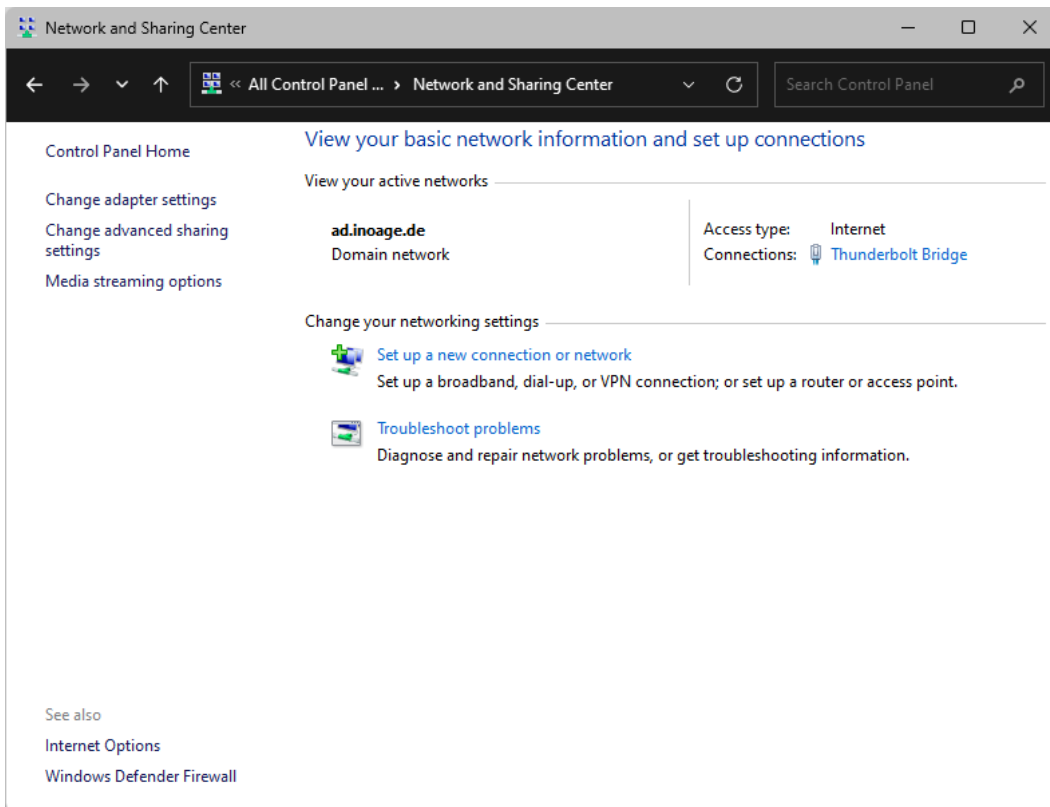 Network and Sharing Center
« All Control Panel ... › Network and Sharing Center
Search Control Panel
Control Panel Home
Change adapter settings
Change advanced sharing
settings
Media streaming options
View your basic network information and set up connections
View your active networks
ad.inoage.de
Domain network
Access type: Internet
Connections: Thunderbolt Bridge
Change your networking settings
Set up a new connection or network
Set up a broadband, dial-up, or VPN connection; or set up a router or access point.
Troubleshoot problems
Diagnose and repair network problems, or get troubleshooting information.
See also
Internet Options
Windows Defender Firewall